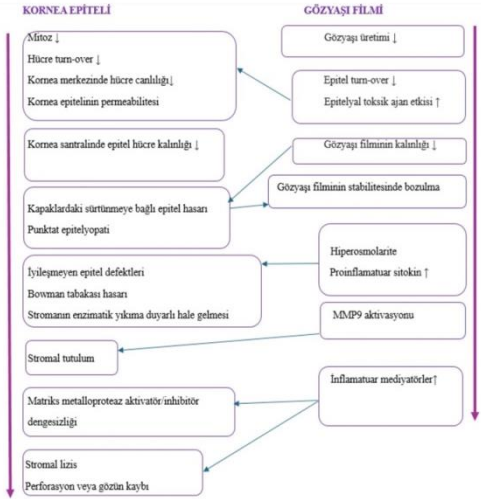 KORNEA EPİTELİ
Mitoz ↓
Hücre turn-over ↓
Kornea merkezinde hücre canlılığı↓
Kornea epitelinin permeabilitesi
Kornea santralinde epitel hücre kalınlığı ↓
Kapaklardaki sürtünmeye bağlı epitel hasarı
Punktat epitelyopati
İyileşmeyen epitel defektleri
Bowman tabakası hasarı
Stromanın enzimatik yıkıma duyarlı hale gelmesi
Stromal tutulum
Matriks metalloproteaz aktivatör/inhibitör
dengesizliği
Stromal lizis
Perforasyon veya gözün kaybı
GÖZYAŞI FİLMİ
Gözyaşı üretimi ↓
Epitel turn-over ↓
Epitelyal toksik ajan etkisi ↑
Gözyaşı filminin kalınlığı ↓
Gözyaşı filminin stabilitesinde bozulma
Hiperosmolarite
Proinflamatuar sitokin ↑
MMP9 aktivasyonu
İnflamatuar mediyatörler↑